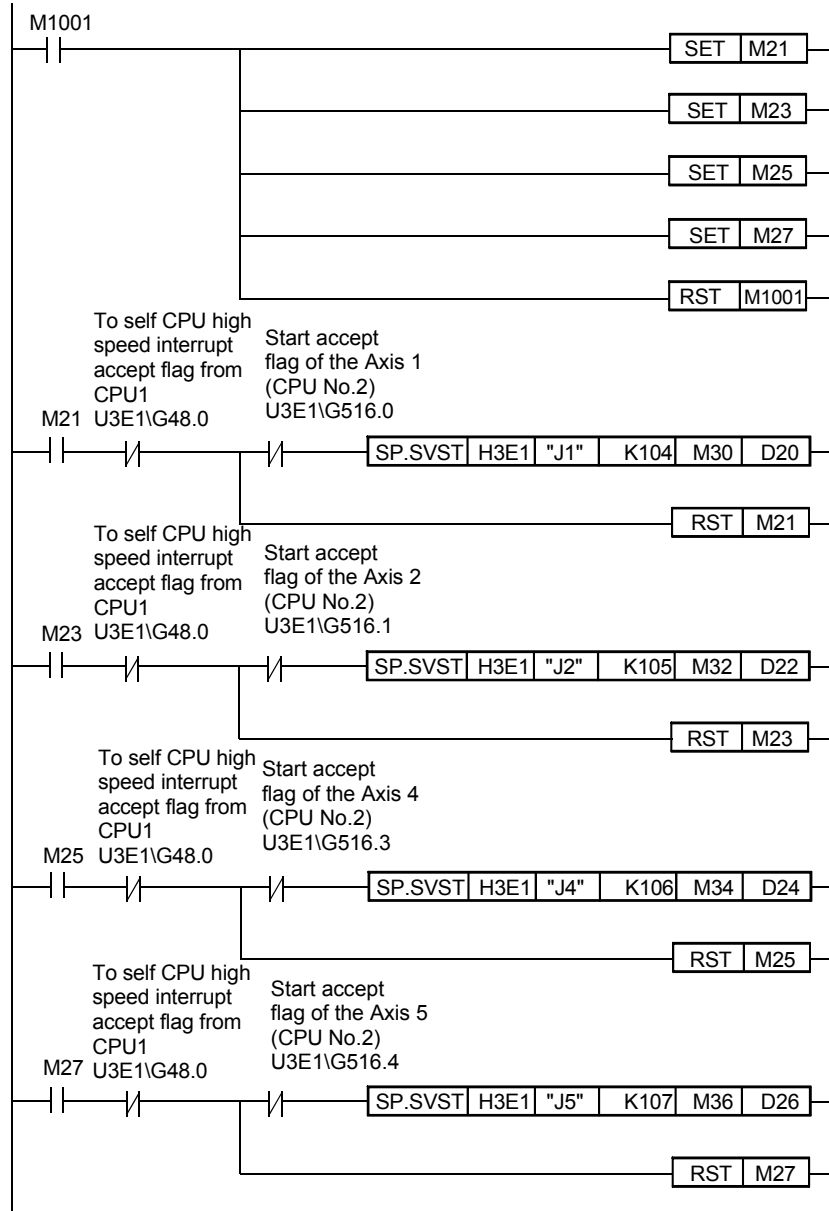 M1001
SET M21
SET M23
SET M25
SET M27
RST M1001
To self CPU high
speed interrupt
accept flag from
CPU1
U3E1\G48.0
Start accept
flag of the Axis 1
(CPU No.2)
U3E1\G516.0
M21
SP.SVST H3E1 "J1" K104 M30 D20
RST M21
To self CPU high
speed interrupt
accept flag from
CPU1
U3E1\G48.0
Start accept
flag of the Axis 2
(CPU No.2)
U3E1\G516.1
M23
SP.SVST H3E1 "J2" K105 M32 D22
RST M23
To self CPU high
speed interrupt
accept flag from
CPU1
U3E1\G48.0
Start accept
flag of the Axis 4
(CPU No.2)
U3E1\G516.3
M25
SP.SVST H3E1 "J4" K106 M34 D24
RST M25
To self CPU high
speed interrupt
accept flag from
CPU1
U3E1\G48.0
Start accept
flag of the Axis 5
(CPU No.2)
U3E1\G516.4
M27
SP.SVST H3E1 "J5" K107 M36 D26
RST M27